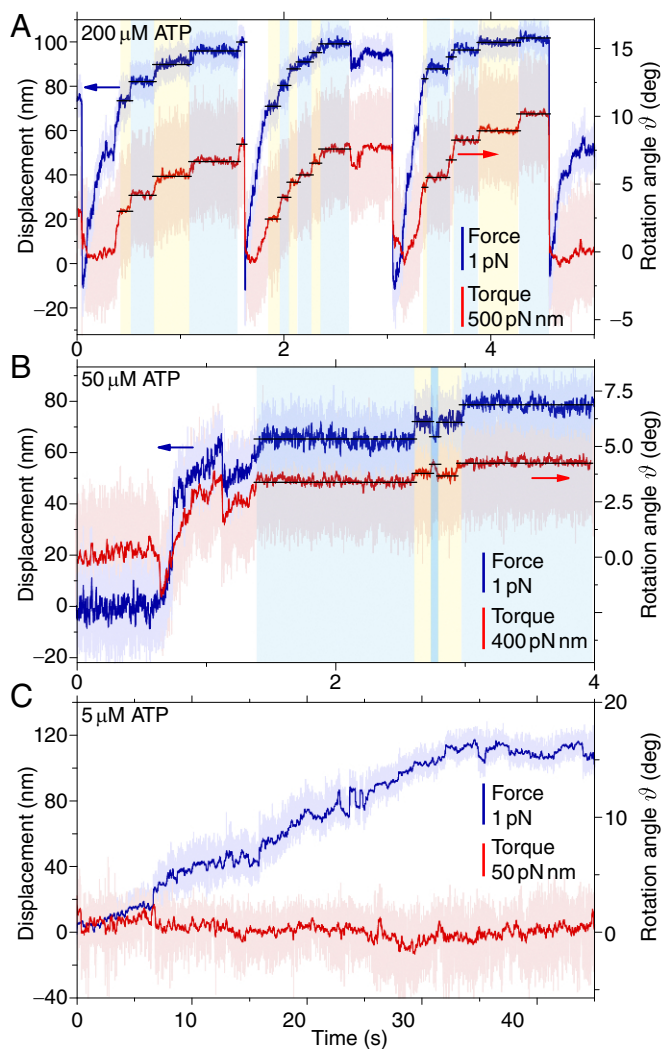 A
200 μM ATP
Displacement (nm)
100
80
60
40
20
0
−20
15
10
5
0
−5
Rotation angle ϑ (deg)
Force
1 pN
Torque
500 pN nm
0
2
4
B
50 μM ATP
Displacement (nm)
80
60
40
20
0
−20
7.5
5.0
2.5
0.0
Rotation angle ϑ (deg)
Force
1 pN
Torque
400 pN nm
0
2
4
C
5 μM ATP
Displacement (nm)
120
80
40
0
−40
20
10
0
Rotation angle ϑ (deg)
Force
1 pN
Torque
50 pN nm
0
10
20
30
40
Time (s)